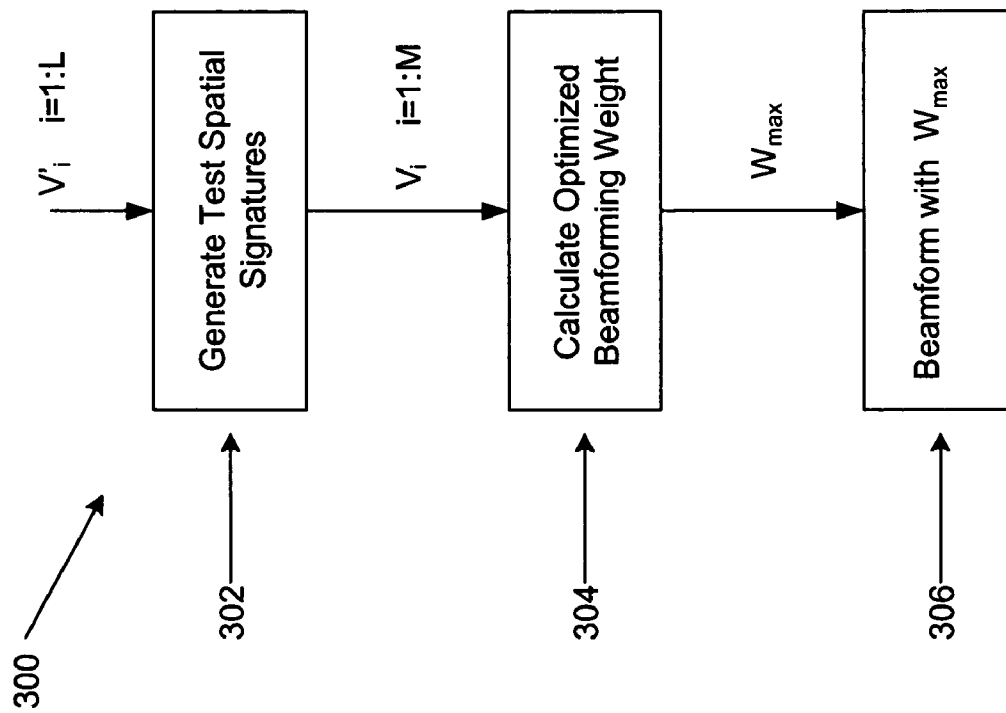 300
V'i i=1:L
302
Generate Test Spatial
Signatures
Vi i=1:M
304
Calculate Optimized
Beamforming Weight
Wmax
306
Beamform with Wmax